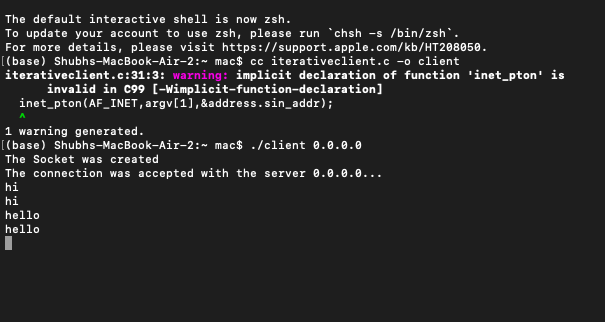 The default interactive shell is now zsh.
To update your account to use zsh, please run `chsh -s /bin/zsh`.
For more details, please visit https://support.apple.com/kb/HT208050.
[(base) Shubhs-MacBook-Air-2:~ mac$ cc iterativeclient.c -o client
iterativeclient.c:31:3: warning: implicit declaration of function 'inet_pton' is
invalid in C99 [-Wimplicit-function-declaration]
inet_pton(AF_INET,argv[1],&address.sin_addr);
^
1 warning generated.
[(base) Shubhs-MacBook-Air-2:~ mac$ ./client 0.0.0.0
The Socket was created
The connection was accepted with the server 0.0.0.0...
hi
hi
hello
hello